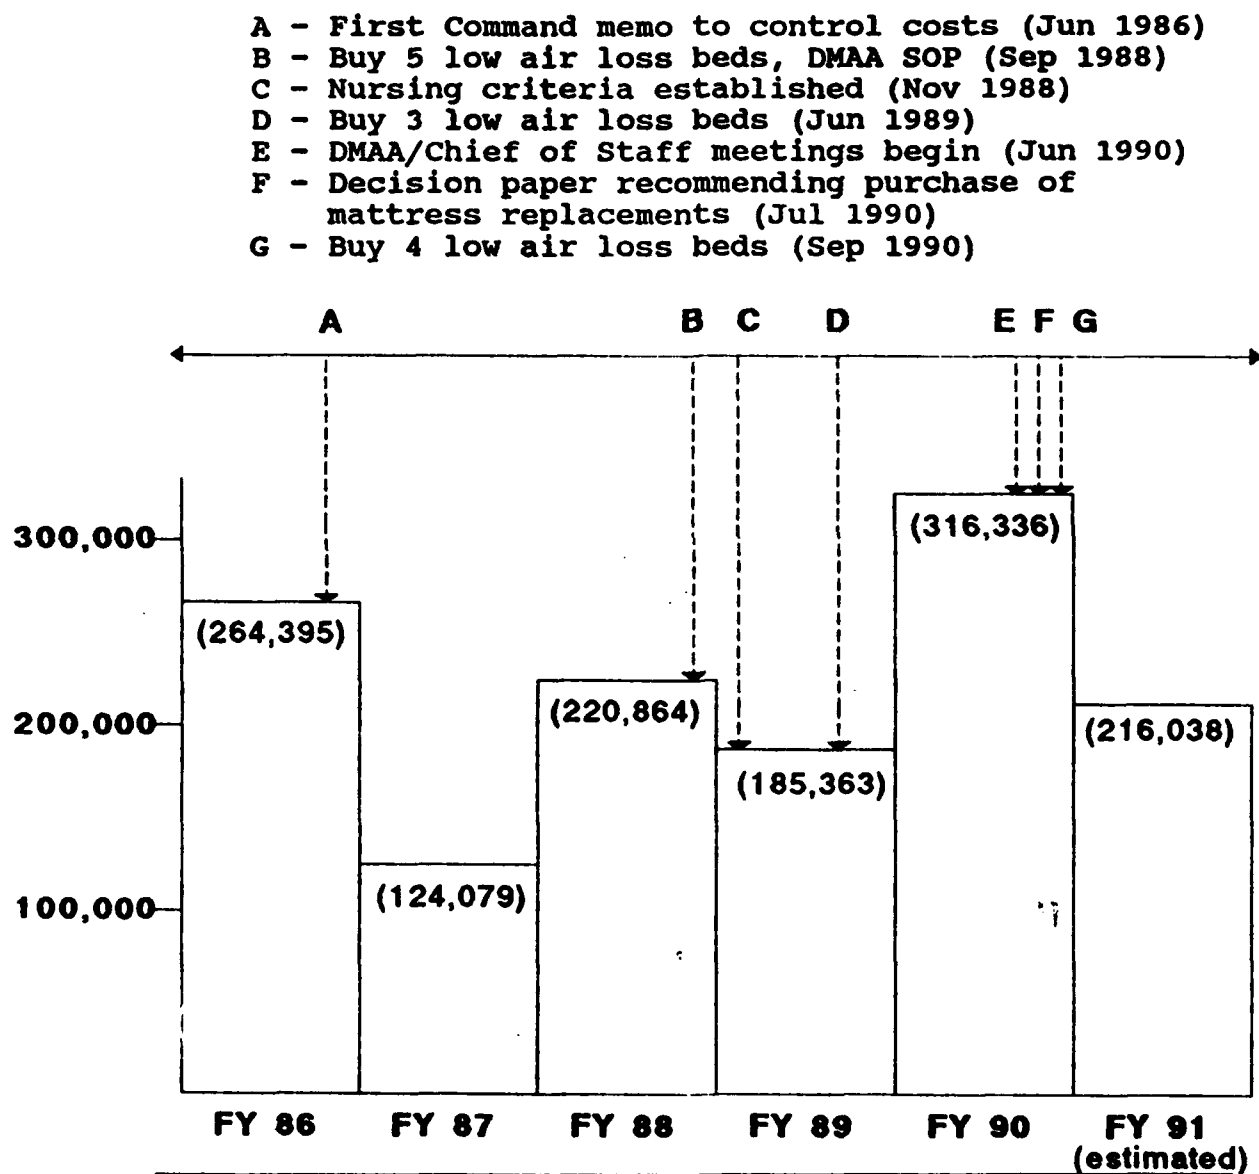 A - First Command memo to control costs (Jun 1986)
B - Buy 5 low air loss beds, DMAA SOP (Sep 1988)
C - Nursing criteria established (Nov 1988)
D - Buy 3 low air loss beds (Jun 1989)
E - DMAA/Chief of Staff meetings begin (Jun 1990)
F - Decision paper recommending purchase of
mattress replacements (Jul 1990)
G - Buy 4 low air loss beds (Sep 1990)
A B C D E F G
300,000
(316,336)
(264,395)
200,000
(220,864)
(216,038)
(185,363)
100,000
(124,079)
FY 86 FY 87 FY 88 FY 89 FY 90 FY 91
(estimated)